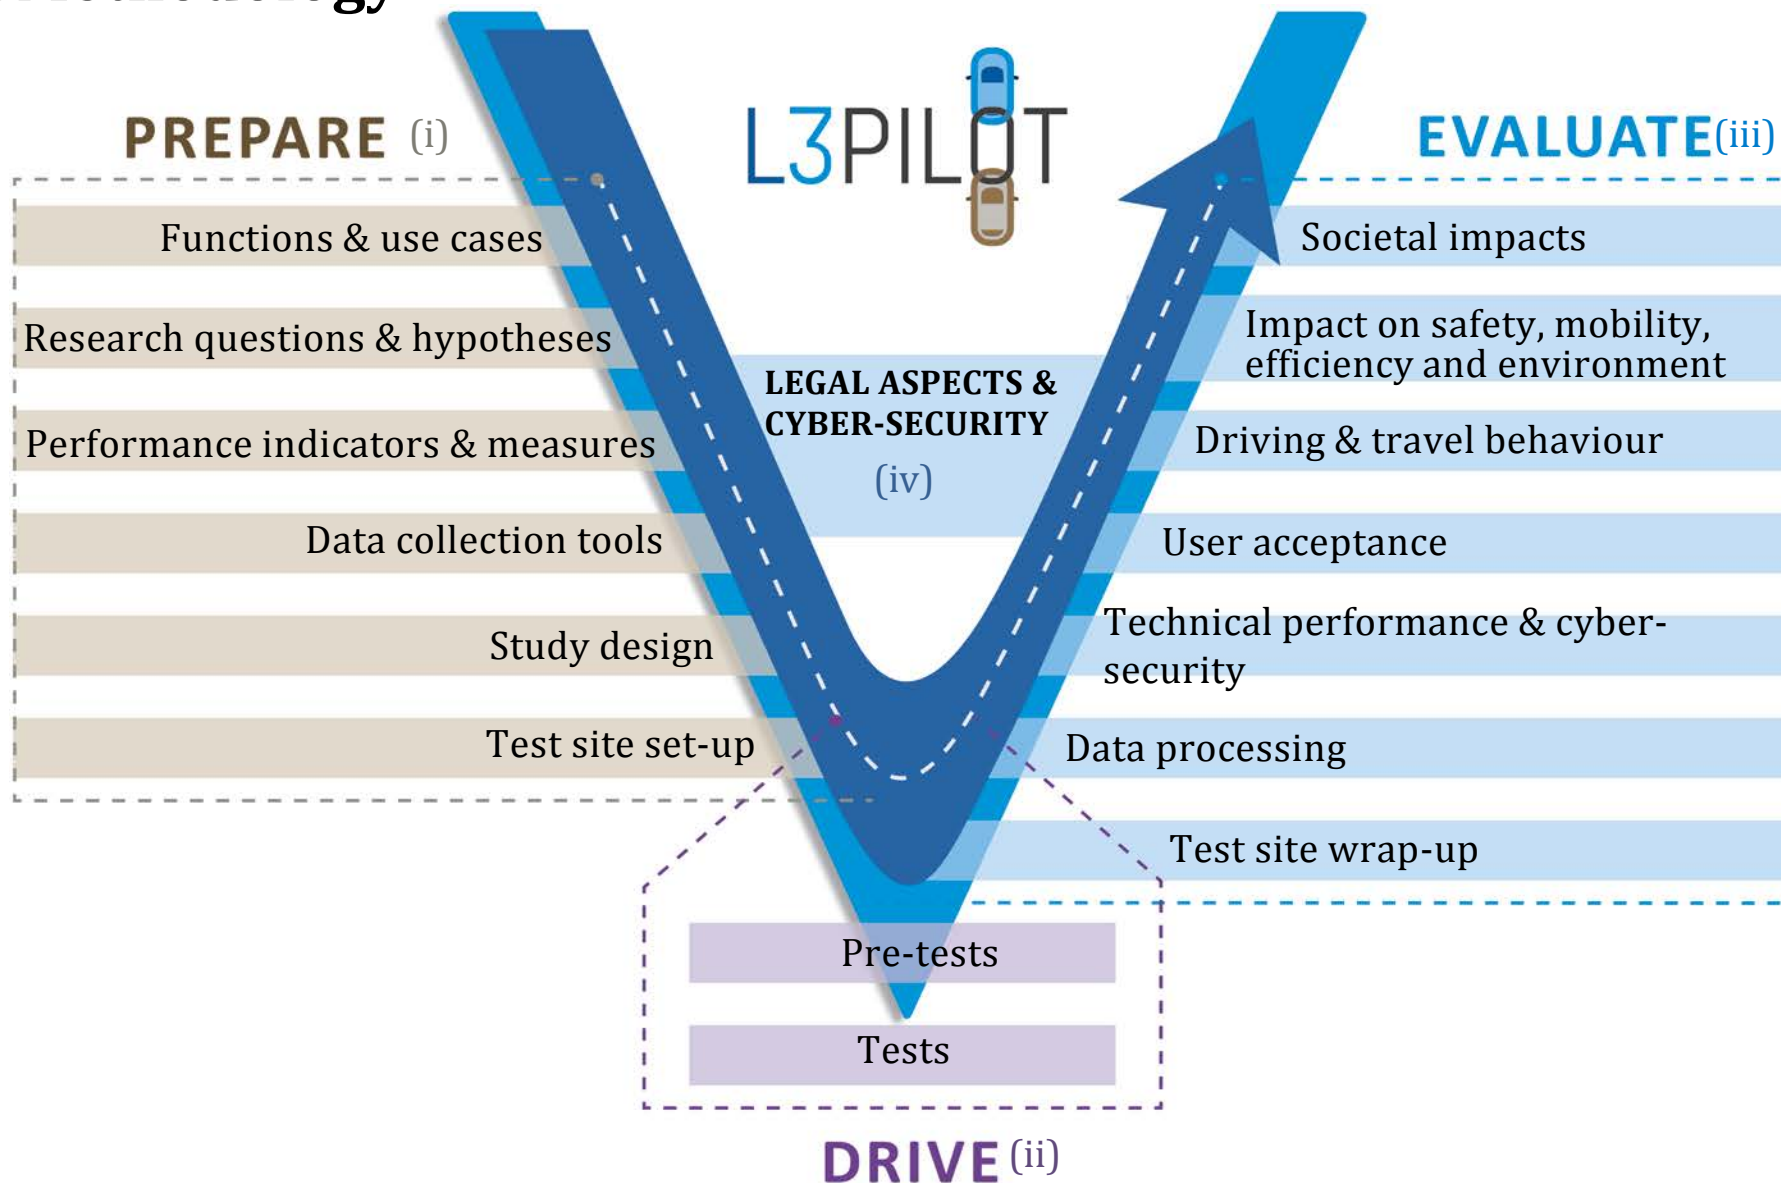 PREPARE (i)
Functions & use cases
Research questions & hypotheses
Performance indicators & measures
Data collection tools
Study design
Test site set-up
L3PILOT
LEGAL ASPECTS &
CYBER-SECURITY
(iv)
EVALUATE(iii)
Societal impacts
Impact on safety, mobility,
efficiency and environment
Driving & travel behaviour
User acceptance
Technical performance & cyber-
security
Data processing
Test site wrap-up
Pre-tests
Tests
DRIVE (ii)